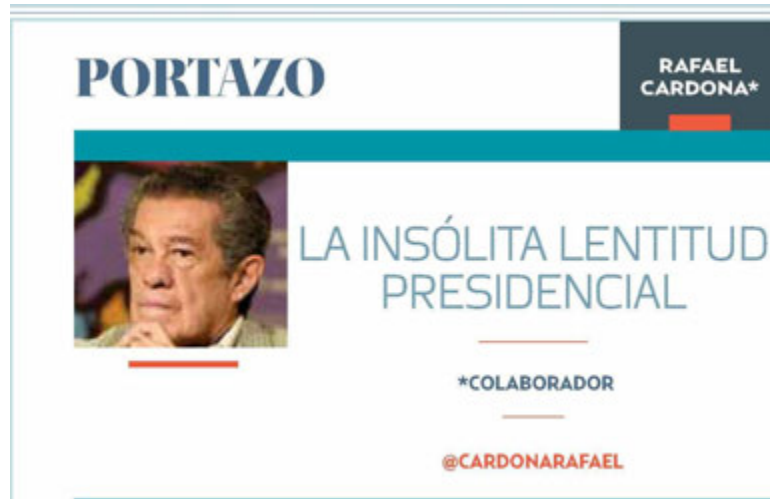 PORTAZO
RAFAEL
CARDONA*
LA INSÓLITA LENTITUD
PRESIDENCIAL
*COLABORADOR
@CARDONARAFAEL